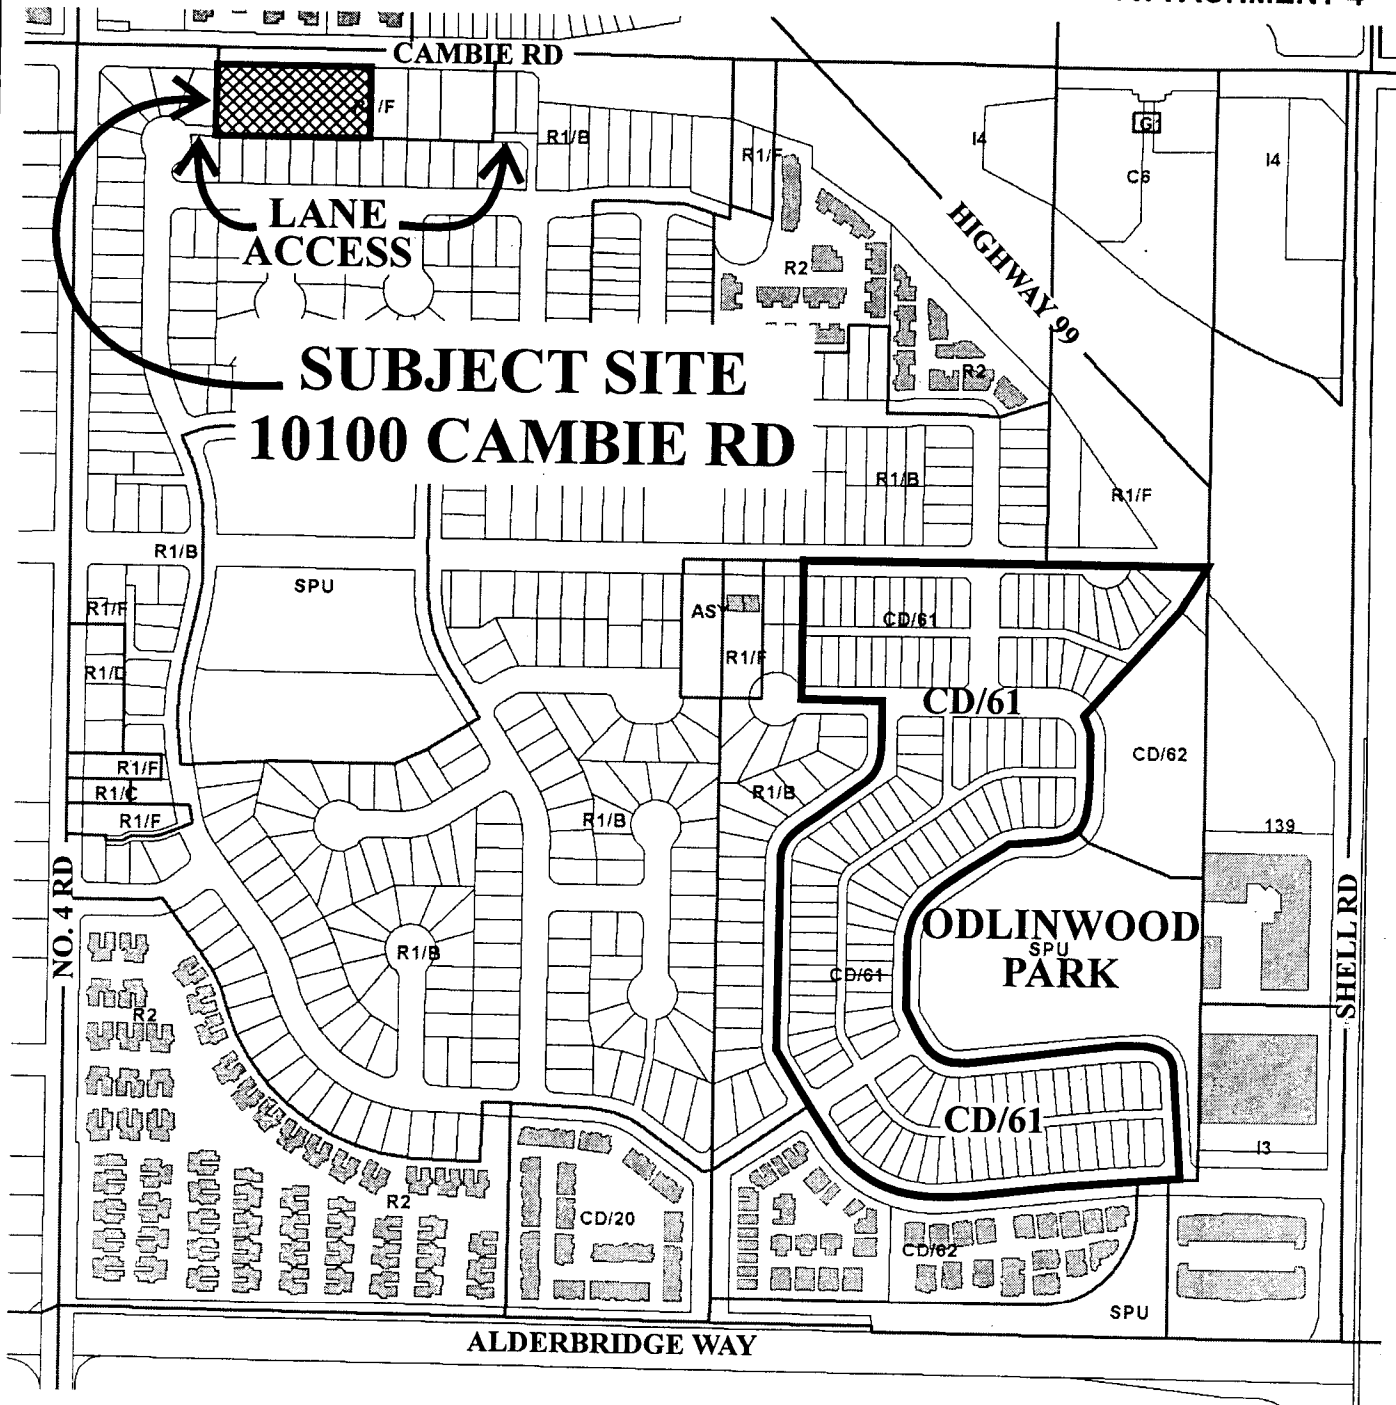 CAMBIE RD
R1/B
R1/F
I4
G
C6
I4
LANE
ACCESS
HIGHWAY 99
R2
R2
SUBJECT SITE
10100 CAMBIE RD
R1/B
R1/F
R1/B
SPU
R1/F
ASY
CD/61
R1/F
R1/D
CD/61
CD/62
R1/F
R1/C
R1/F
R1/B
R1/B
139
NO. 4 RD
SHELL RD
ODLINWOOD
SPU
PARK
R1/B
CD/61
R2
CD/61
I3
R2
CD/20
CD/62
SPU
ALDERBRIDGE WAY